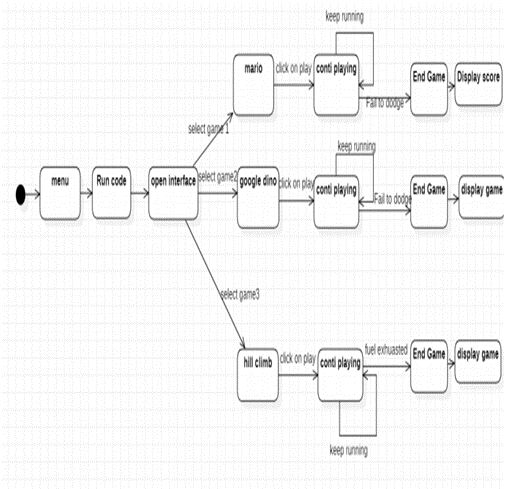 keep running
mario
click on play
conti playing
End Game
Display score
Fail to dodge
select game 1
keep running
menu
Run code
open interface
select game2
google dino
click on play
conti playing
Fail to dodge
End Game
display game
select game3
hill climb
click on play
conti playing
fuel exhuasted
End Game
display game
keep running